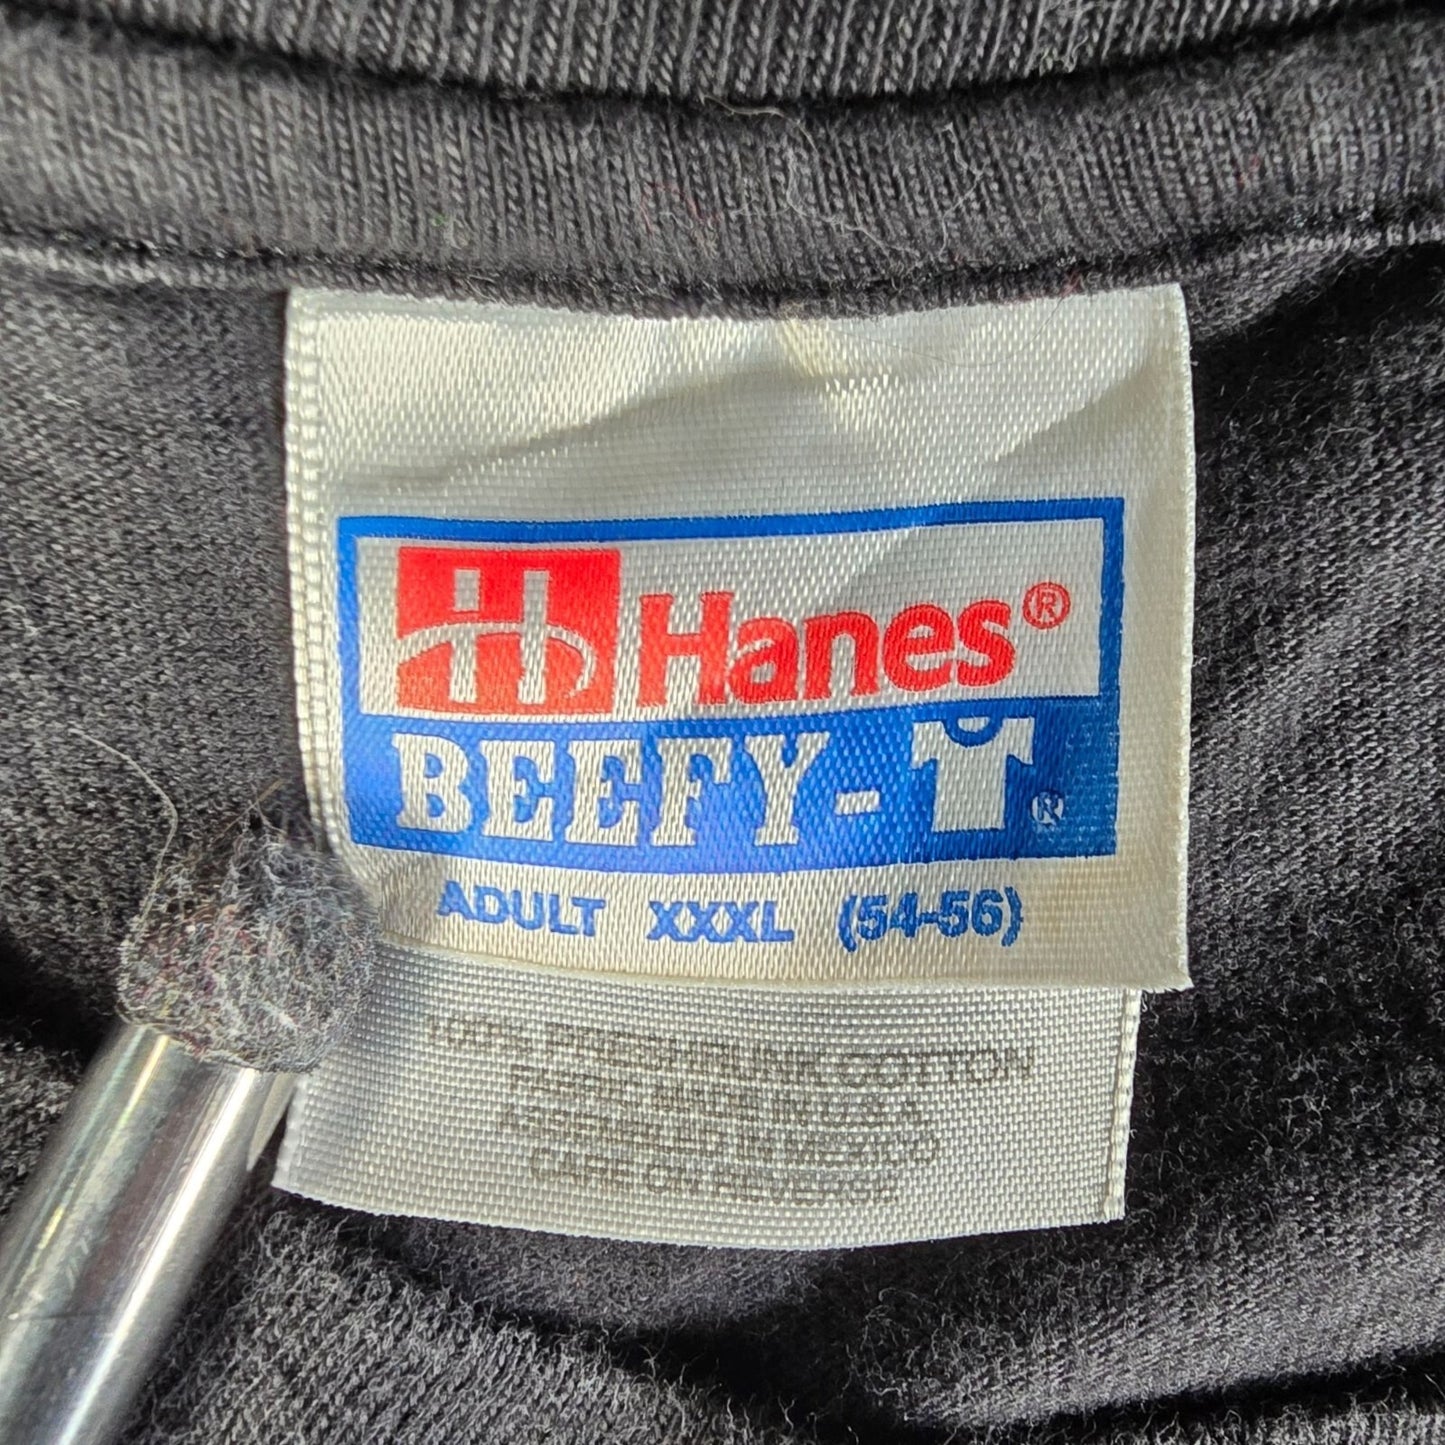 Hanes®
BEEFY-T®
ADULT XXXL (54-56)
100% PRESHRUNK COTTON
FABRIC MADE IN U.S.A.
ASSEMBLED IN MEXICO
CARE ON REVERSE